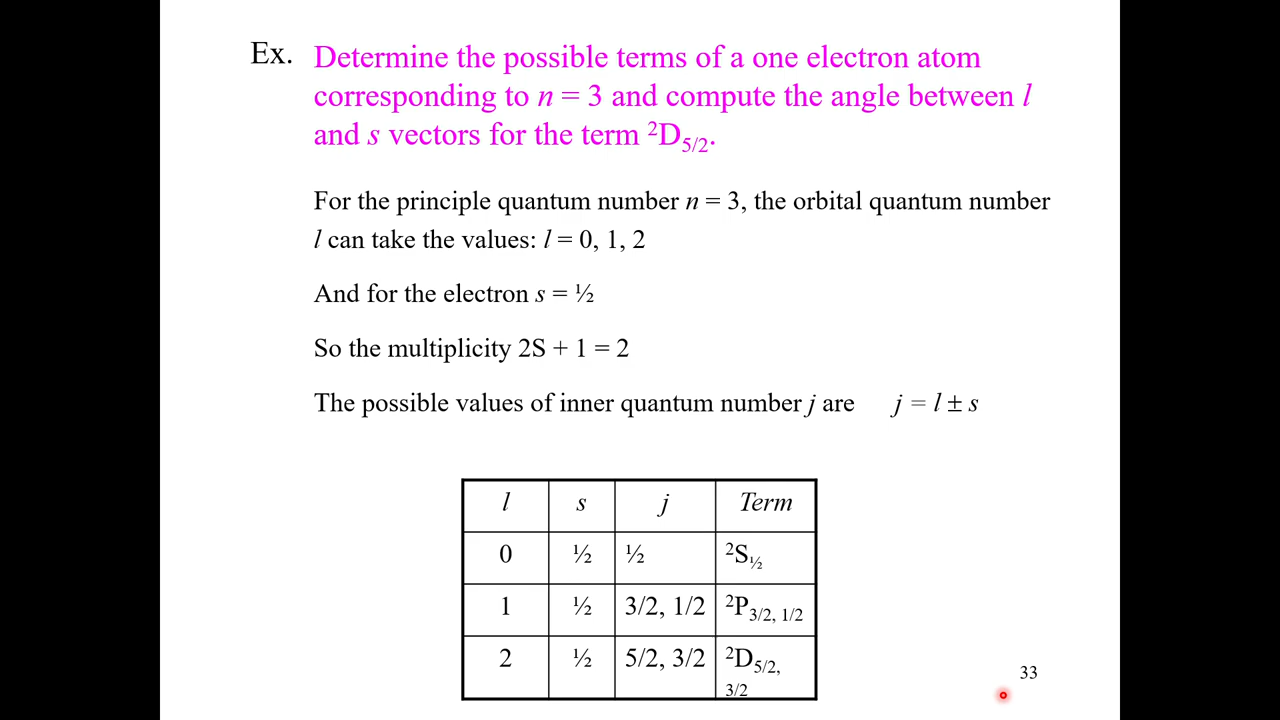 Ex. Determine the possible terms of a one electron atom
corresponding to n = 3 and compute the angle between l
and s vectors for the term ²D₅/₂.
For the principle quantum number n = 3, the orbital quantum number
l can take the values: l = 0, 1, 2
And for the electron s = ½
So the multiplicity 2S + 1 = 2
The possible values of inner quantum number j are j = l ± s
l s j Term
0 ½ ½ ²S½
1 ½ 3/2, 1/2 ²P3/2, 1/2
2 ½ 5/2, 3/2 ²D5/2,
3/2
33